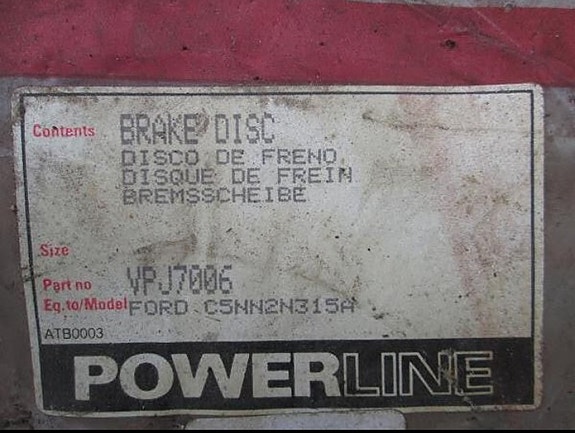 Contents BRAKE DISC
DISCO DE FRENO
DISQUE DE FREIN
BREMSSCHEIBE
Size
Part no VPJ7006
Eq.to/Model FORD C5NN2N315A
ATB0003
POWERLINE